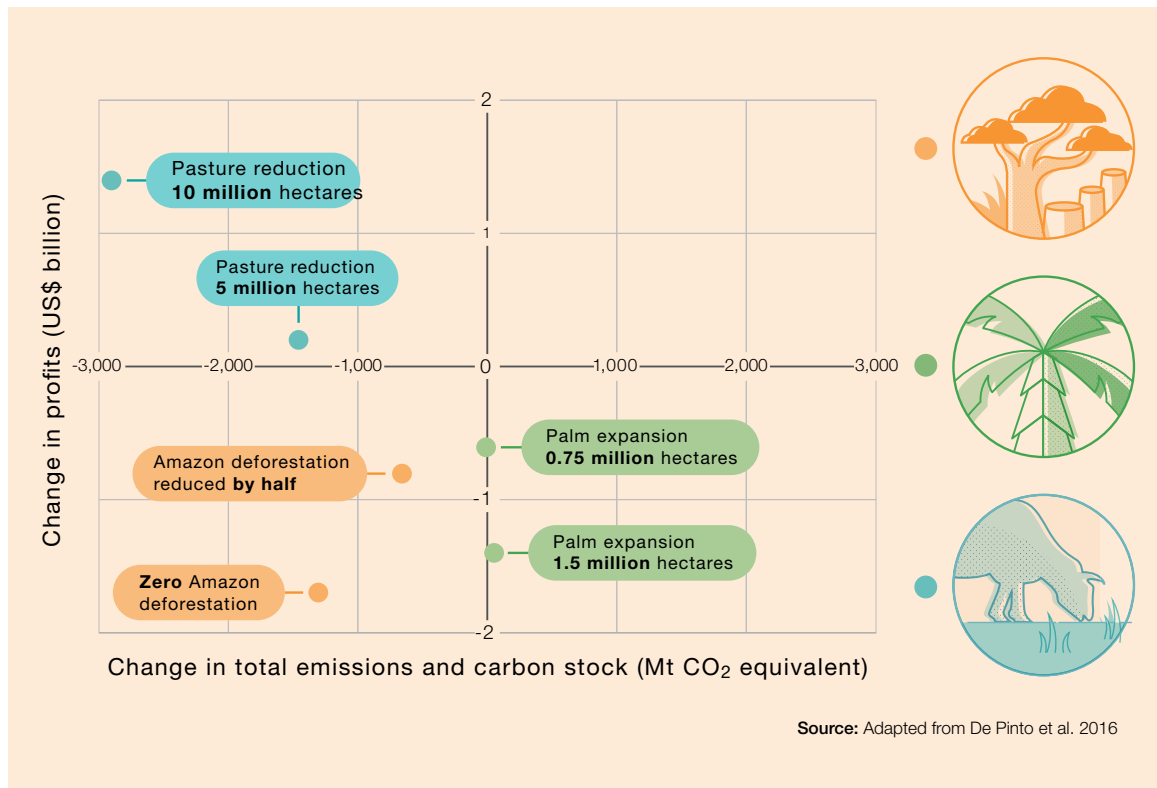 2
Pasture reduction
10 million hectares
1
Pasture reduction
5 million hectares
Change in profits (US$ billion)
-3,000
-2,000
-1,000
0
1,000
2,000
3,000
Palm expansion
0.75 million hectares
Amazon deforestation
reduced by half
-1
Palm expansion
1.5 million hectares
Zero Amazon
deforestation
-2
Change in total emissions and carbon stock (Mt CO₂ equivalent)
Source: Adapted from De Pinto et al. 2016